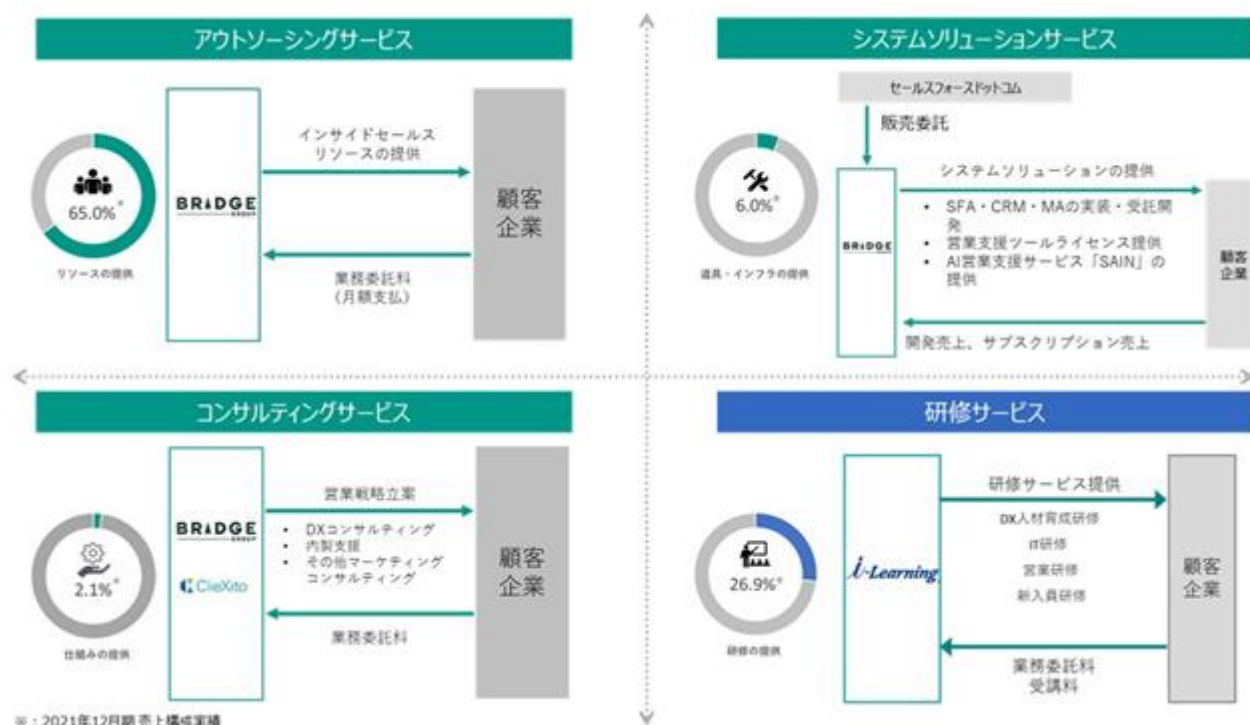 アウトソーシングサービス
65.0%※
リソースの提供
BRIDGE
GROUP
インサイドセールス
リソースの提供
業務委託料
(月額支払)
顧客
企業
システムソリューションサービス
セールスフォースドットコム
販売委託
6.0%※
道具・インフラの提供
BRIDGE
GROUP
システムソリューションの提供
• SFA・CRM・MAの実装・受託開
発
• 営業支援ツールライセンス提供
• AI営業支援サービス「SAIN」の
提供
開発売上、サブスクリプション売上
顧客
企業
コンサルティングサービス
2.1%※
仕組みの提供
BRIDGE
GROUP
ClieXito
営業戦略立案
• DXコンサルティング
• 内製支援
• その他マーケティング
コンサルティング
業務委託料
顧客
企業
研修サービス
26.9%※
研修の提供
i-Learning
研修サービス提供
DX人材育成研修
IT研修
営業研修
新入員研修
業務委託料
受講料
顧客
企業
※：2021年12月期 売上構成実績